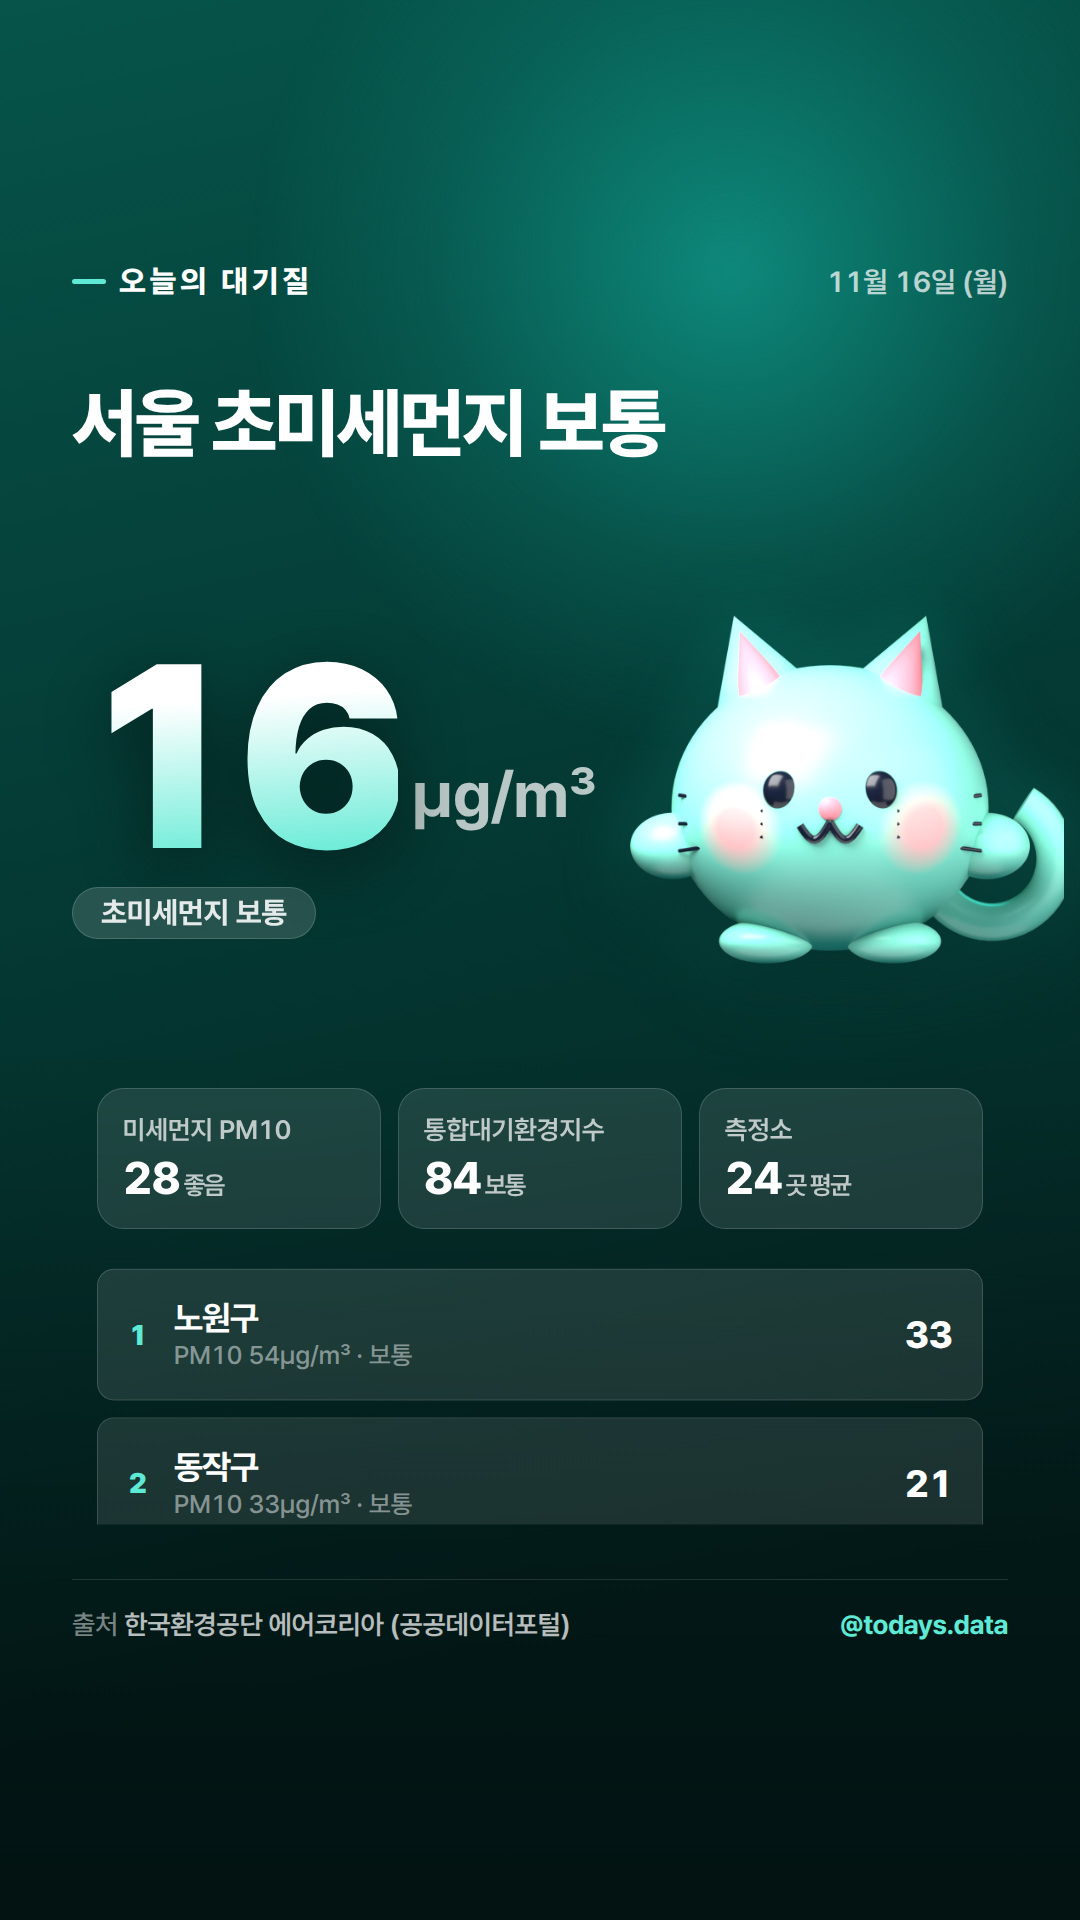 오늘의 대기질
11월 16일 (월)
서울 초미세먼지 보통
16 µg/m³
초미세먼지 보통
미세먼지 PM10
28 좋음
통합대기환경지수
84 보통
측정소
24 곳 평균
1
노원구
PM10 54µg/m³ · 보통
33
2
동작구
PM10 33µg/m³ · 보통
21
출처 한국환경공단 에어코리아 (공공데이터포털)
@todays.data